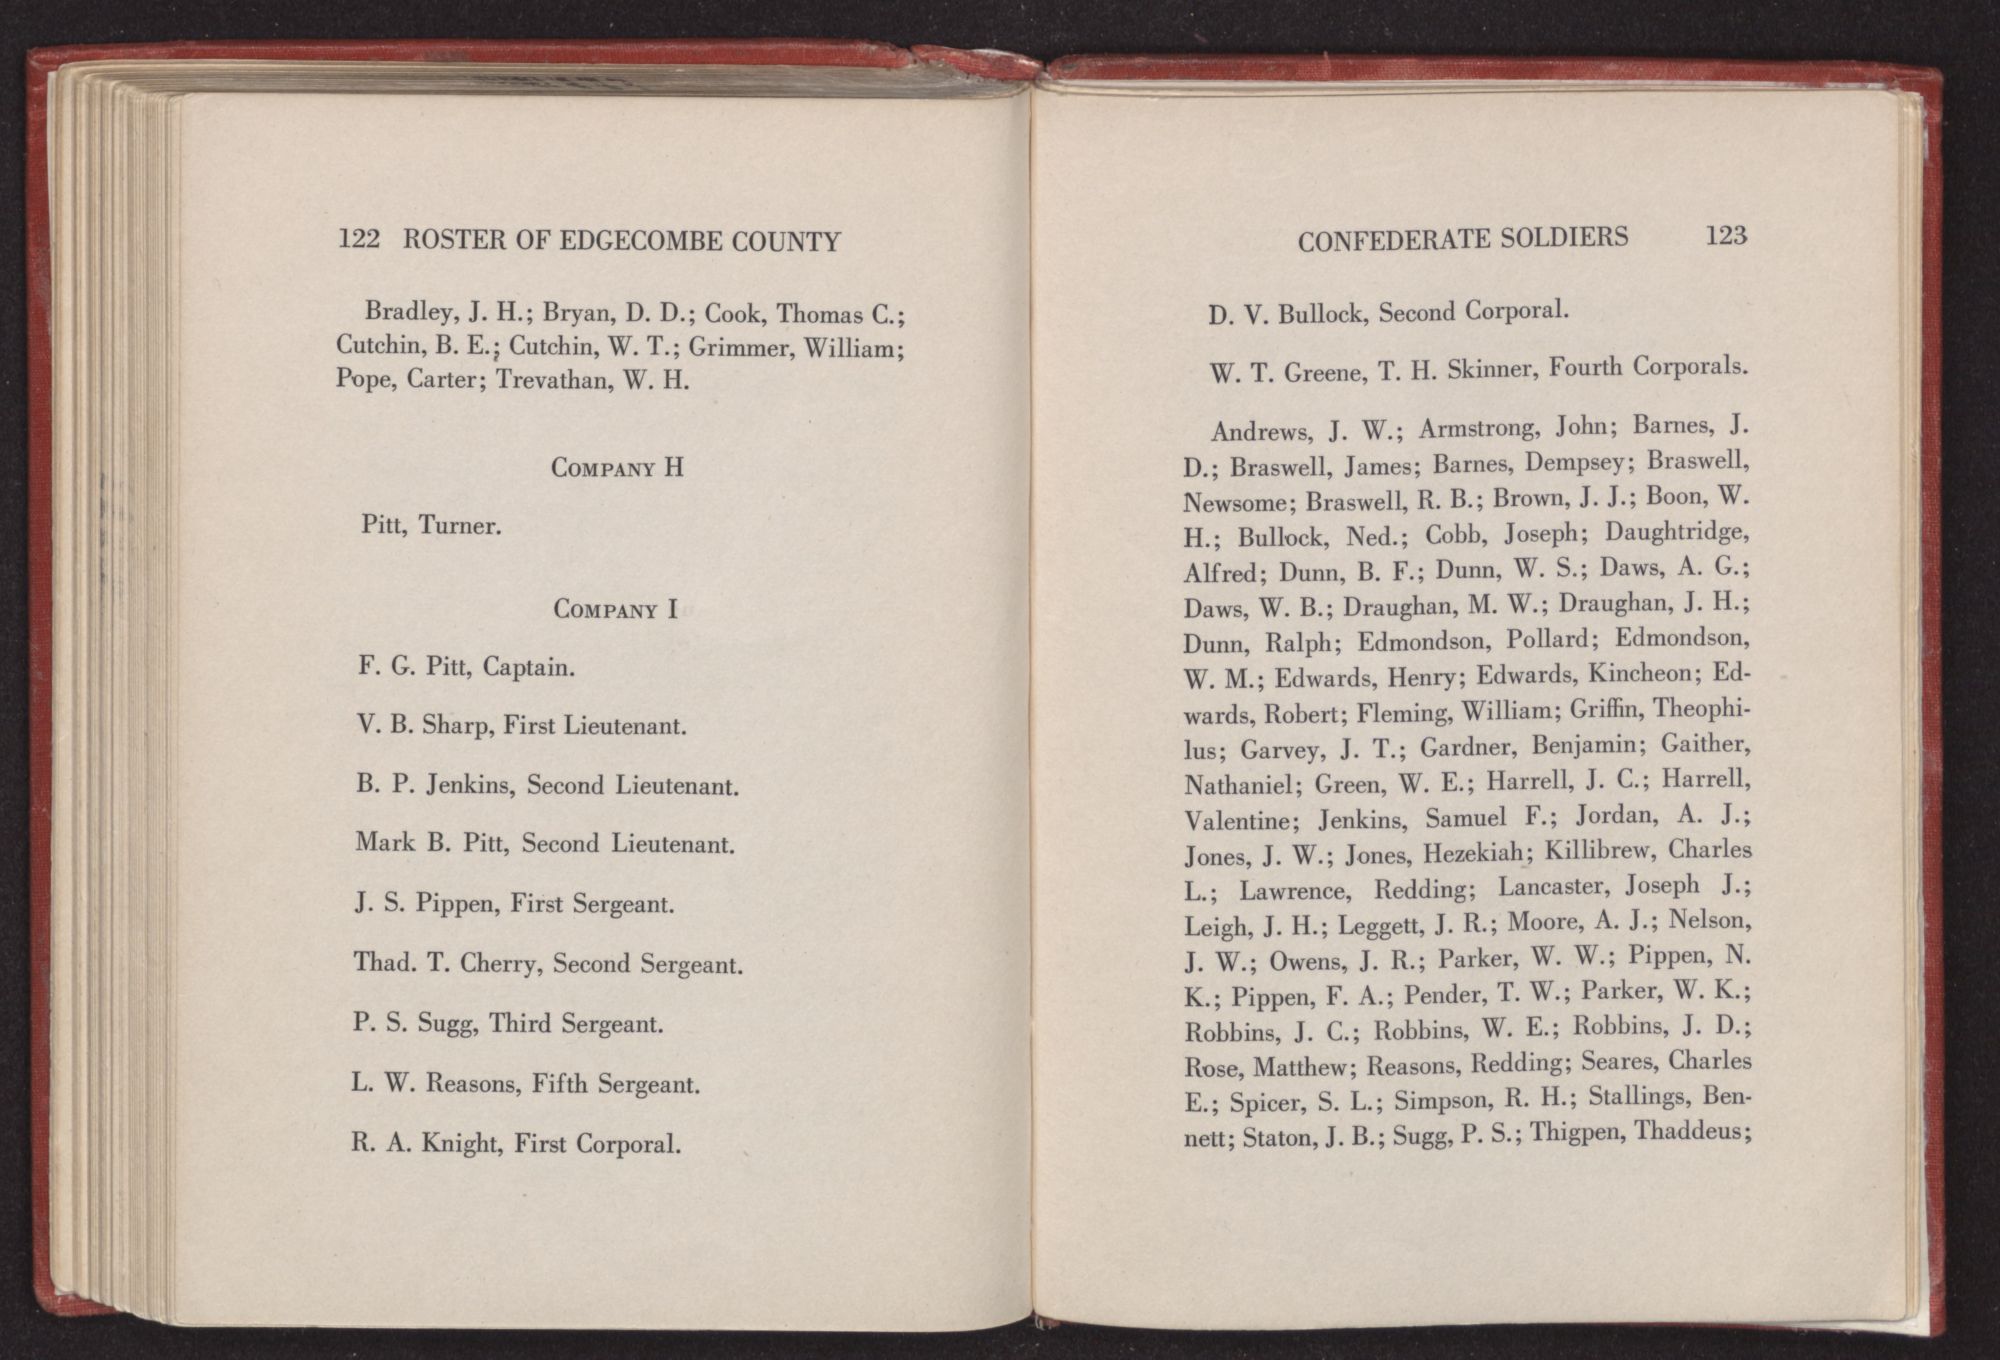 122 ROSTER OF EDGECOMBE COUNTY
Bradley, J. H.; Bryan, D. D.; Cook, Thomas C.;
Cutchin, B. E.; Cutchin, W. T.; Grimmer, William;
Pope, Carter; Trevathan, W. H.
COMPANY H
Pitt, Turner.
COMPANY I
F. G. Pitt, Captain.
V. B. Sharp, First Lieutenant.
B. P. Jenkins, Second Lieutenant.
Mark B. Pitt, Second Lieutenant.
J. S. Pippen, First Sergeant.
Thad. T. Cherry, Second Sergeant.
P. S. Sugg, Third Sergeant.
L. W. Reasons, Fifth Sergeant.
R. A. Knight, First Corporal.
CONFEDERATE SOLDIERS 123
D. V. Bullock, Second Corporal.
W. T. Greene, T. H. Skinner, Fourth Corporals.
Andrews, J. W.; Armstrong, John; Barnes, J.
D.; Braswell, James; Barnes, Dempsey; Braswell,
Newsome; Braswell, R. B.; Brown, J. J.; Boon, W.
H.; Bullock, Ned.; Cobb, Joseph; Daughtridge,
Alfred; Dunn, B. F.; Dunn, W. S.; Daws, A. G.;
Daws, W. B.; Draughan, M. W.; Draughan, J. H.;
Dunn, Ralph; Edmondson, Pollard; Edmondson,
W. M.; Edwards, Henry; Edwards, Kincheon; Ed-
wards, Robert; Fleming, William; Griffin, Theophi-
lus; Garvey, J. T.; Gardner, Benjamin; Gaither,
Nathaniel; Green, W. E.; Harrell, J. C.; Harrell,
Valentine; Jenkins, Samuel F.; Jordan, A. J.;
Jones, J. W.; Jones, Hezekiah; Killibrew, Charles
L.; Lawrence, Redding; Lancaster, Joseph J.;
Leigh, J. H.; Leggett, J. R.; Moore, A. J.; Nelson,
J. W.; Owens, J. R.; Parker, W. W.; Pippen, N.
K.; Pippen, F. A.; Pender, T. W.; Parker, W. K.;
Robbins, J. C.; Robbins, W. E.; Robbins, J. D.;
Rose, Matthew; Reasons, Redding; Seares, Charles
E.; Spicer, S. L.; Simpson, R. H.; Stallings, Ben-
nett; Staton, J. B.; Sugg, P. S.; Thigpen, Thaddeus;